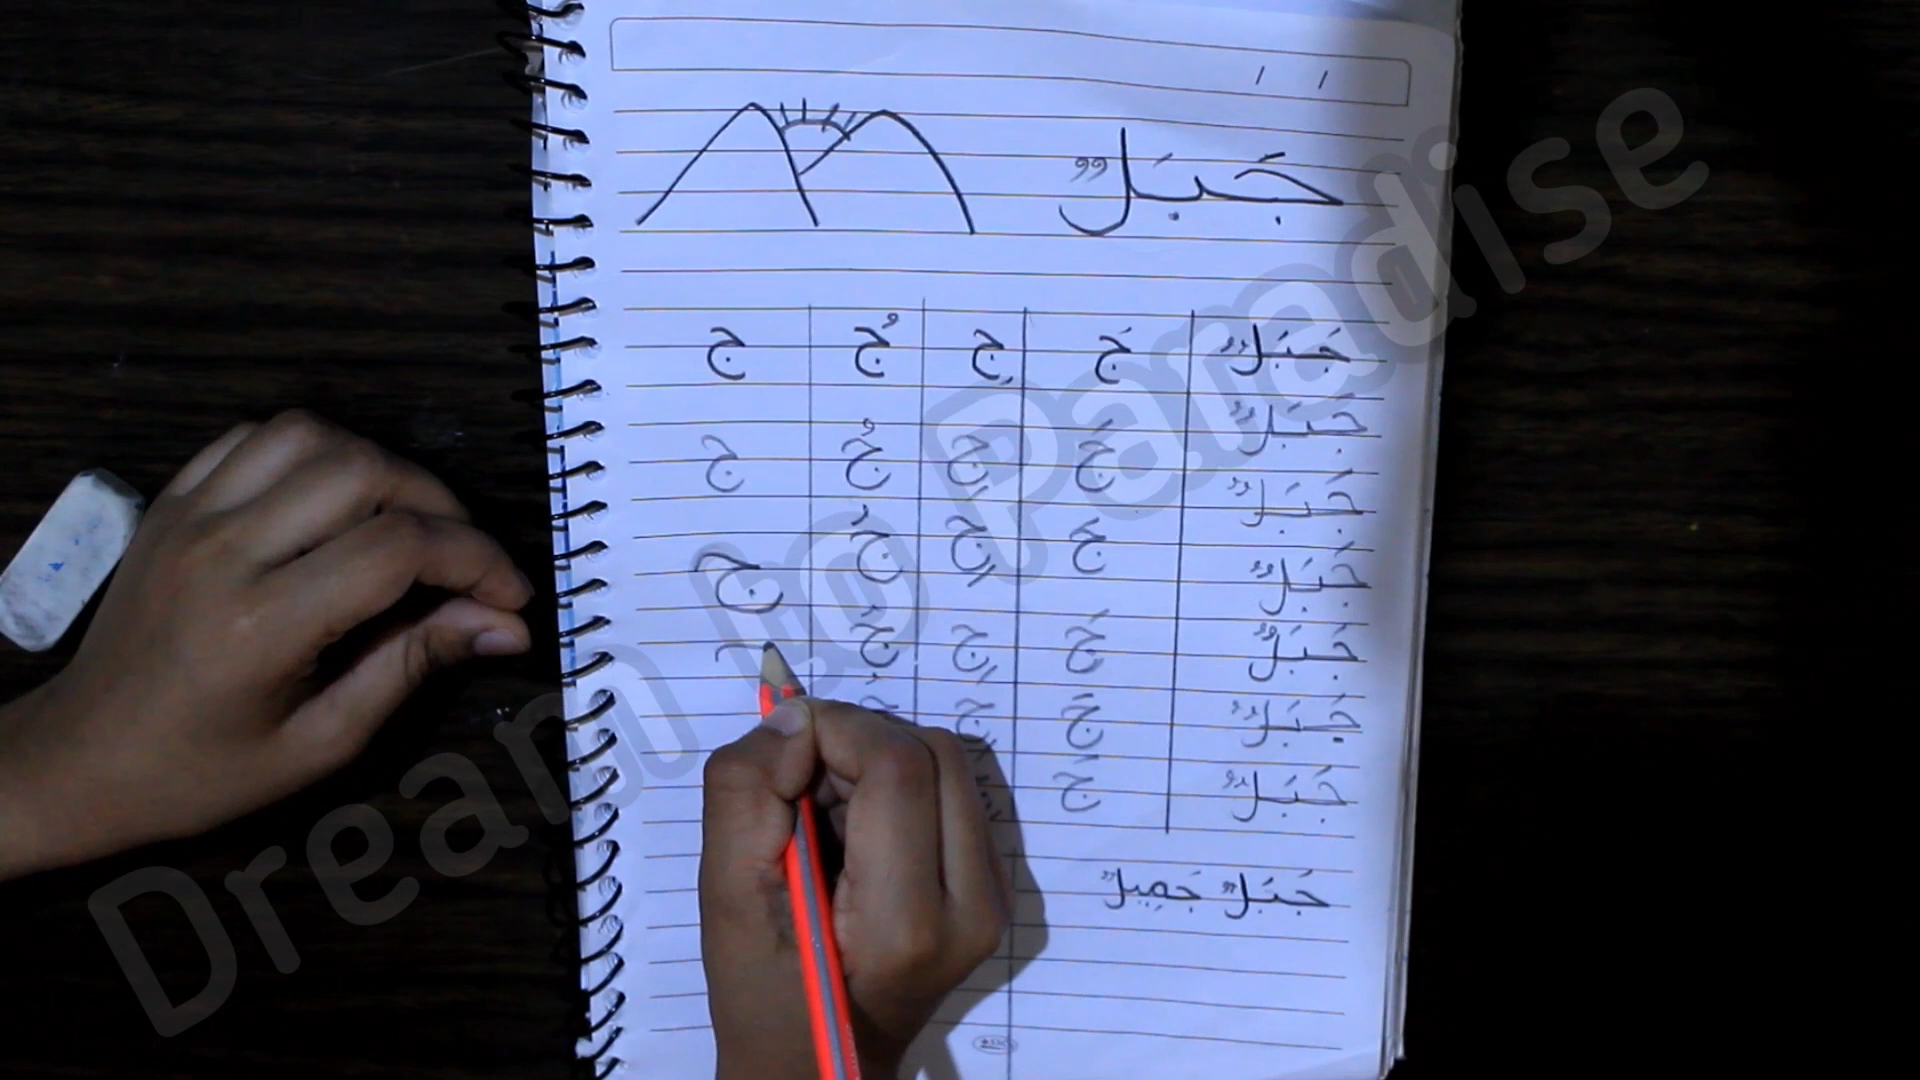 / /
جَبَلٌ
جَبَلٌ جَ جِ جُ ج
جَبَلٌ جَ جِ جُ ج
جَبَلٌ ج جِ جُ ج
جَبَلٌ جُ
جَبَلٌ جَ جِ
جَبَلٌ جَ
جَبَلٌ جَ
جَبَلٌ جَمِيلٌ
Dream to Paradise